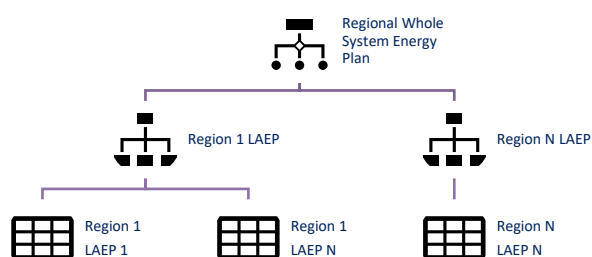 Regional Whole
System Energy
Plan
Region 1 LAEP
Region N LAEP
Region 1
LAEP 1
Region 1
LAEP N
Region N
LAEP N